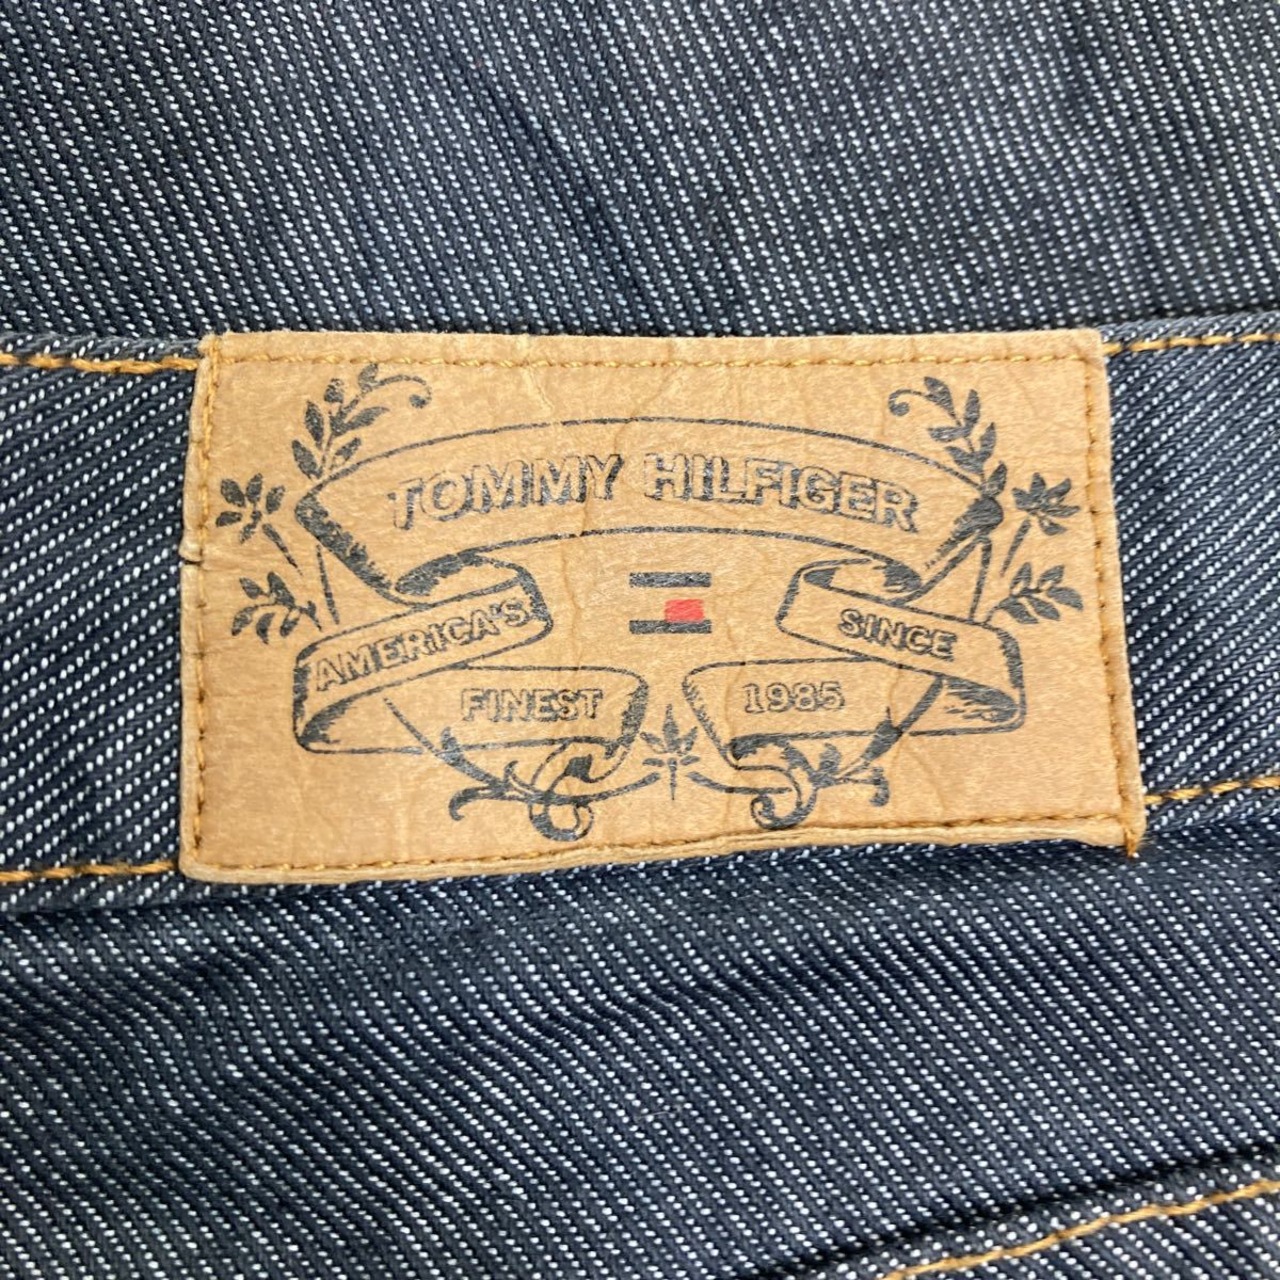 TOMMY HILFIGER
AMERICA'S
FINEST
SINCE
1985